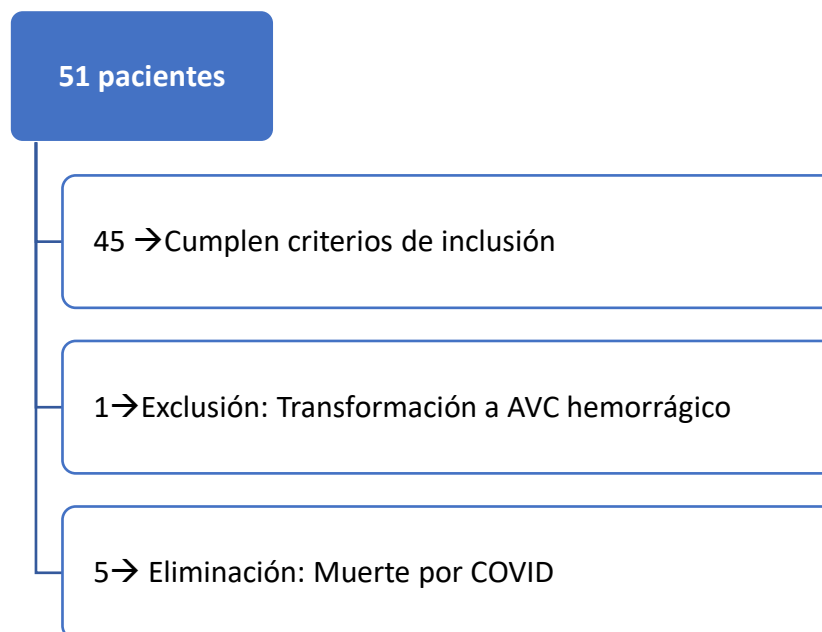 51 pacientes
45 →Cumplen criterios de inclusión
1→Exclusión: Transformación a AVC hemorrágico
5→ Eliminación: Muerte por COVID